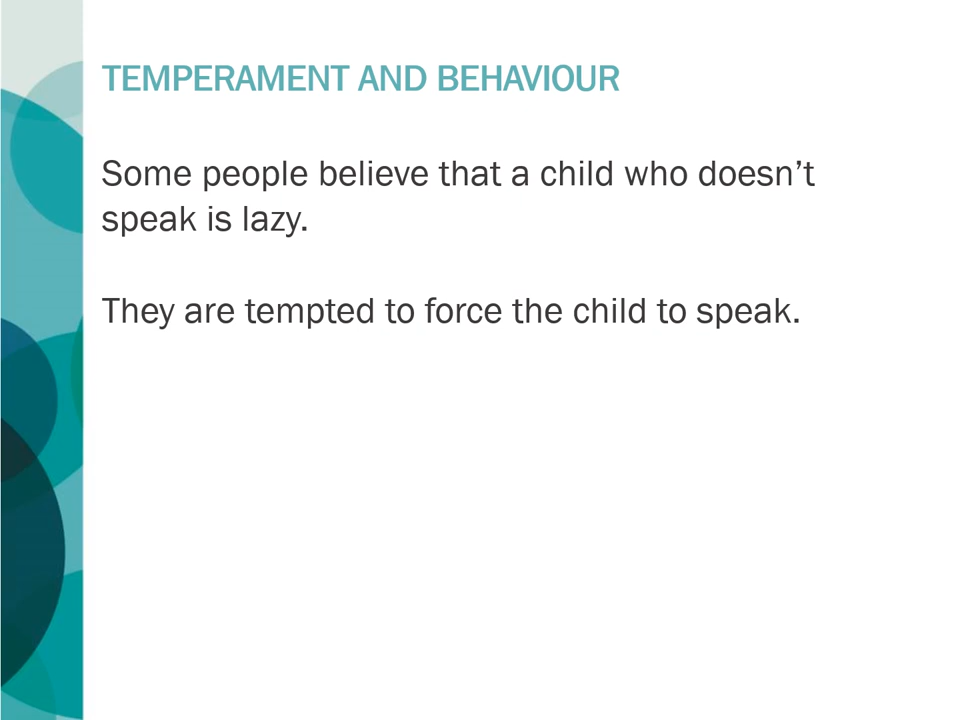 TEMPERAMENT AND BEHAVIOUR
Some people believe that a child who doesn’t
speak is lazy.
They are tempted to force the child to speak.